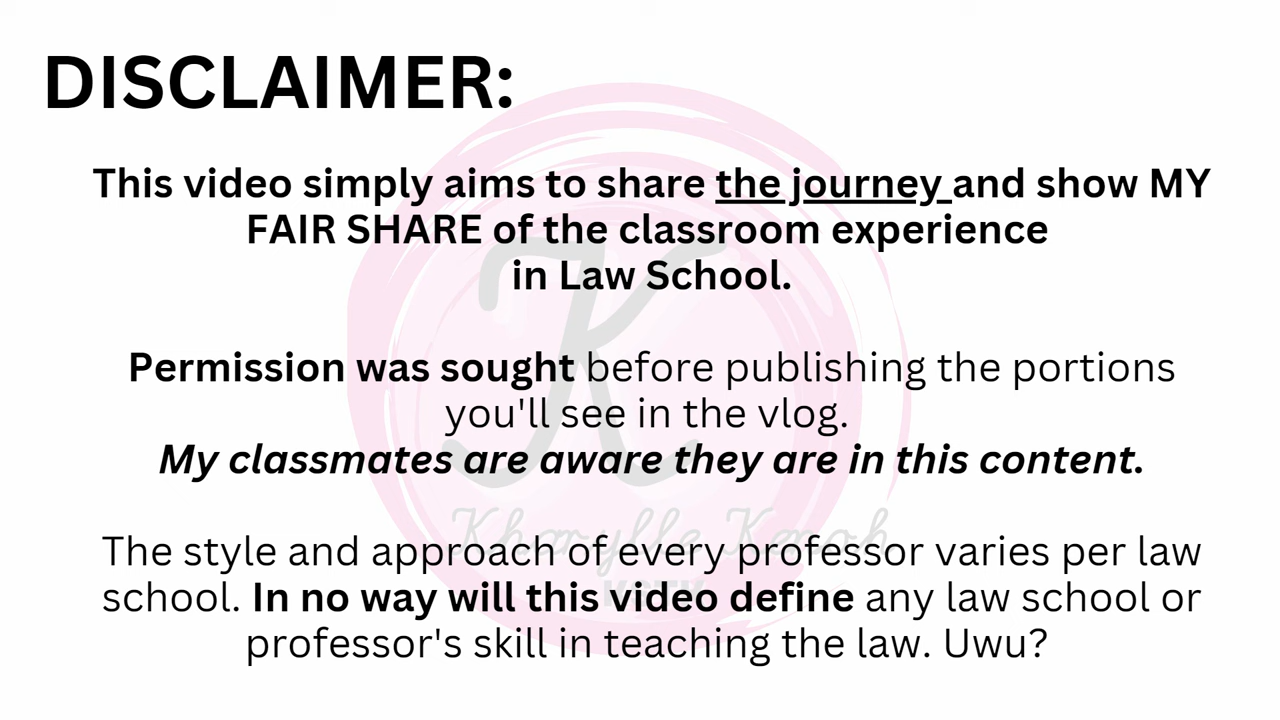 DISCLAIMER:
This video simply aims to share the journey and show MY
FAIR SHARE of the classroom experience
in Law School.
Permission was sought before publishing the portions
you'll see in the vlog.
My classmates are aware they are in this content.
The style and approach of every professor varies per law
school. In no way will this video define any law school or
professor's skill in teaching the law. Uwu?
K